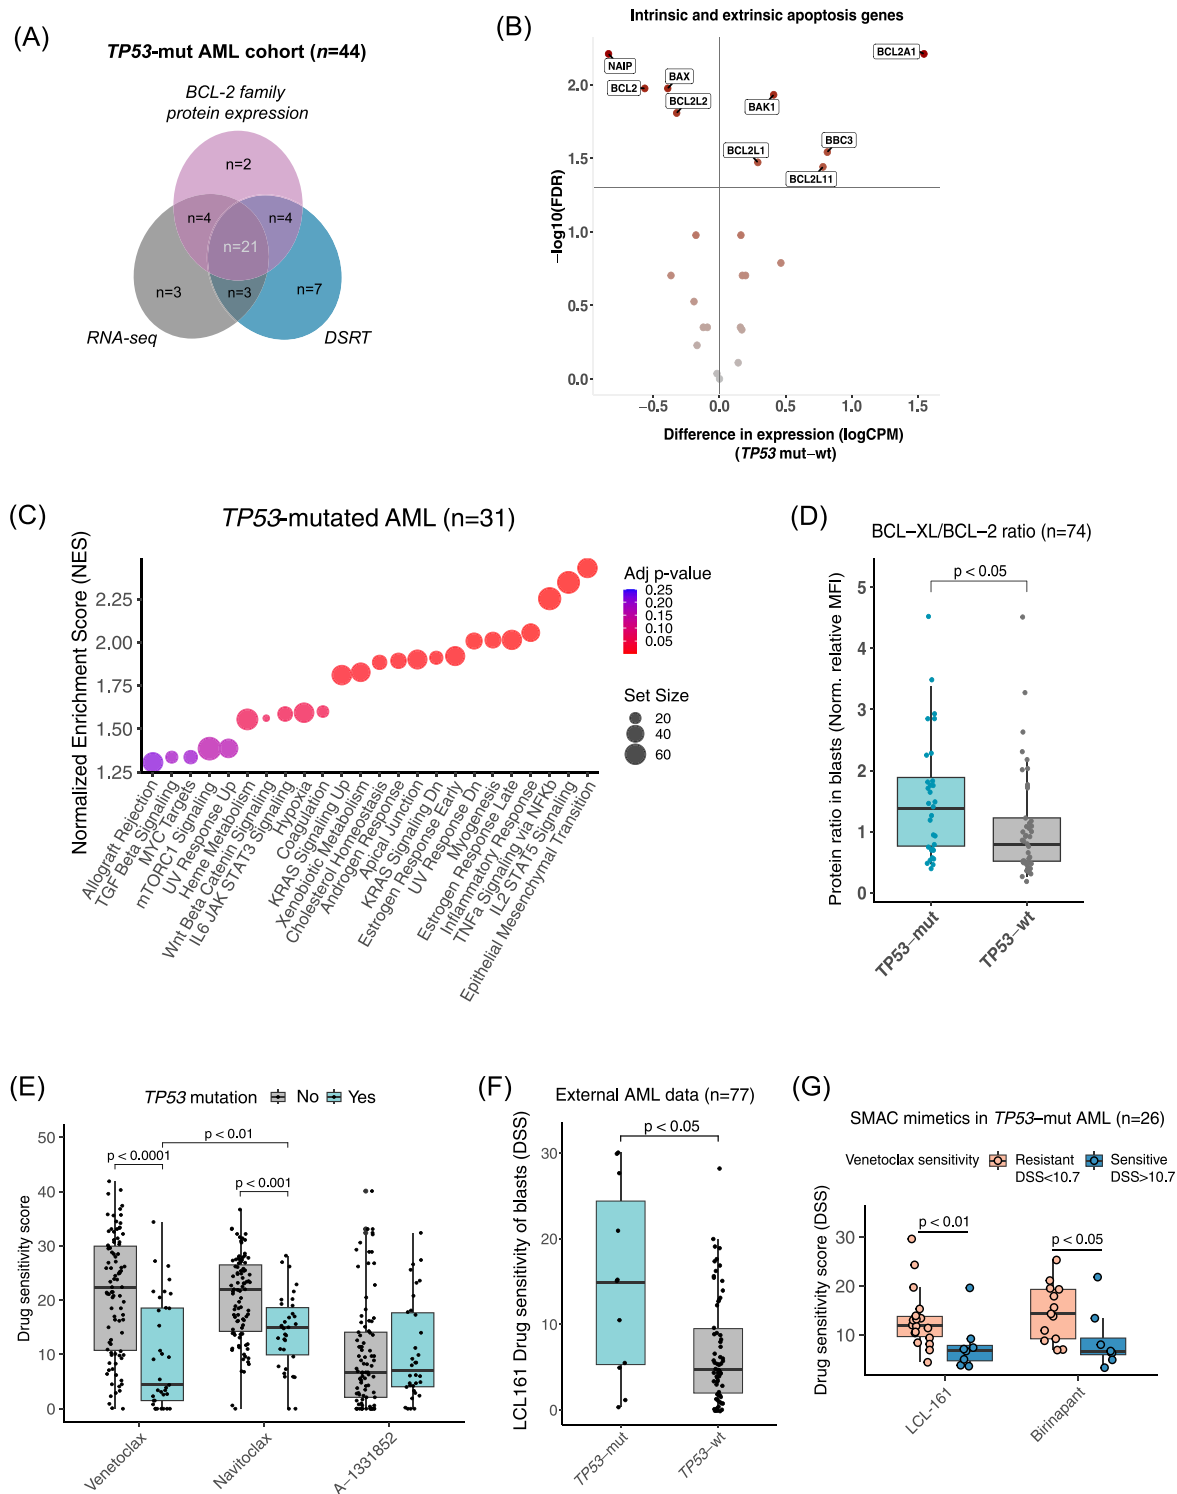 (A)
TP53-mut AML cohort (n=44)
BCL-2 family
protein expression
n=2
n=4
n=4
n=21
n=3
n=3
n=7
RNA-seq
DSRT
(B)
Intrinsic and extrinsic apoptosis genes
BCL2A1
NAIP
BAX
BCL2
BCL2L2
BAK1
BCL2L1
BBC3
BCL2L11
−log10(FDR)
2.0
1.5
1.0
0.5
0.0
−0.5
0.0
0.5
1.0
1.5
Difference in expression (logCPM)
(TP53 mut−wt)
(C)
TP53-mutated AML (n=31)
Normalized Enrichment Score (NES)
2.25
2.00
1.75
1.50
1.25
Allograft Rejection
TGF Beta Signaling
MYC Targets
mTORC1 Signaling
UV Response Up
Heme Metabolism
Wnt Beta Catenin Signaling
IL6 JAK STAT3 Signaling
Hypoxia
Coagulation
KRAS Signaling Up
Xenobiotic Metabolism
Cholesterol Homeostasis
Androgen Response
Apical Junction
KRAS Signaling Dn
Estrogen Response Early
UV Response Dn
Myogenesis
Estrogen Response Late
Inflammatory Response
TNFa Signaling via NFKb
IL2 STAT5 Signaling
Epithelial Mesenchymal Transition
Adj p-value
0.25
0.20
0.15
0.10
0.05
Set Size
20
40
60
(D)
BCL−XL/BCL−2 ratio (n=74)
p < 0.05
Protein ratio in blasts (Norm. relative MFI)
5
4
3
2
1
0
TP53−mut
TP53−wt
(E)
TP53 mutation
No
Yes
p < 0.01
p < 0.0001
p < 0.001
Drug sensitivity score
50
40
30
20
10
0
Venetoclax
Navitoclax
A−1331852
(F)
External AML data (n=77)
p < 0.05
LCL161 Drug sensitivity of blasts (DSS)
30
20
10
0
TP53−mut
TP53−wt
(G)
SMAC mimetics in TP53−mut AML (n=26)
Venetoclax sensitivity
Resistant
DSS<10.7
Sensitive
DSS>10.7
p < 0.01
p < 0.05
Drug sensitivity score (DSS)
30
20
10
LCL-161
Birinapant